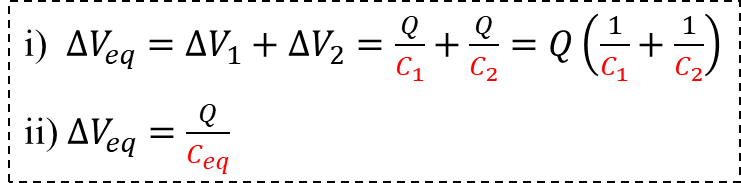 i) ΔV_eq = ΔV_1 + ΔV_2 = Q/C_1 + Q/C_2 = Q (1/C_1 + 1/C_2)
ii) ΔV_eq = Q/C_eq